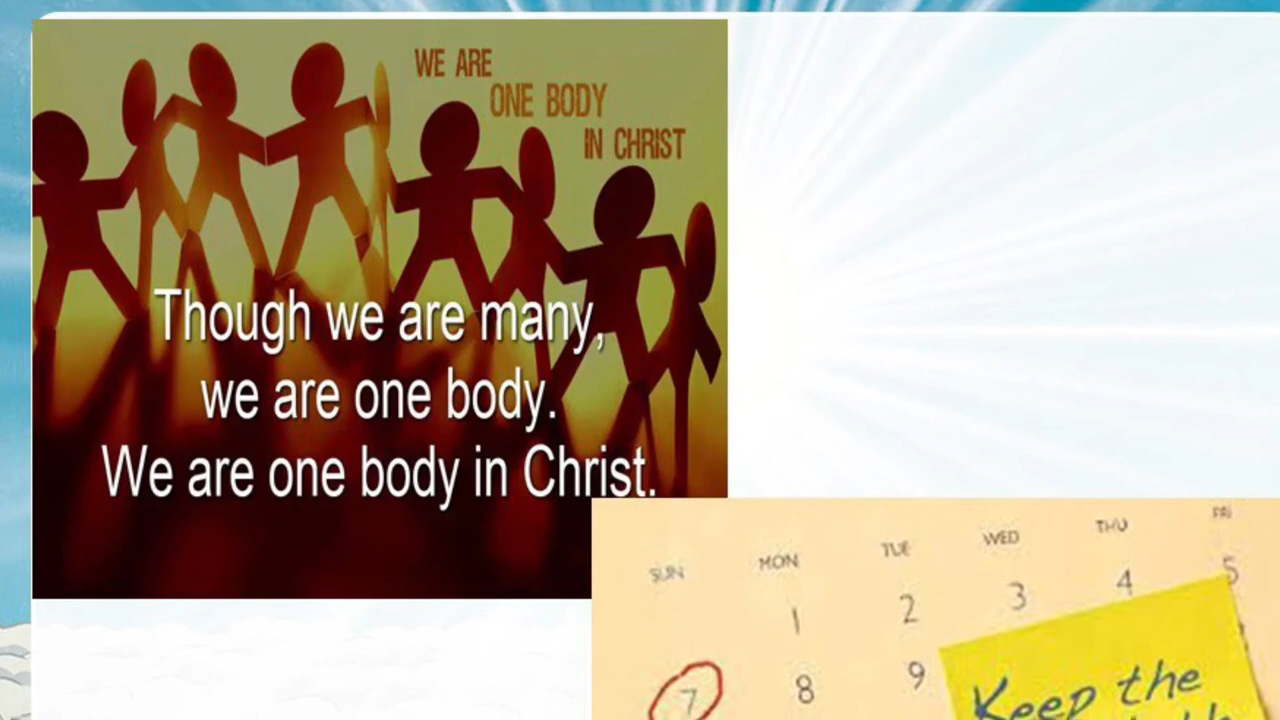 WE ARE
ONE BODY
IN CHRIST
Though we are many,
we are one body.
We are one body in Christ.
SUN MON TUE WED THU FRI
1 2 3 4 5
7 8 9
Keep the